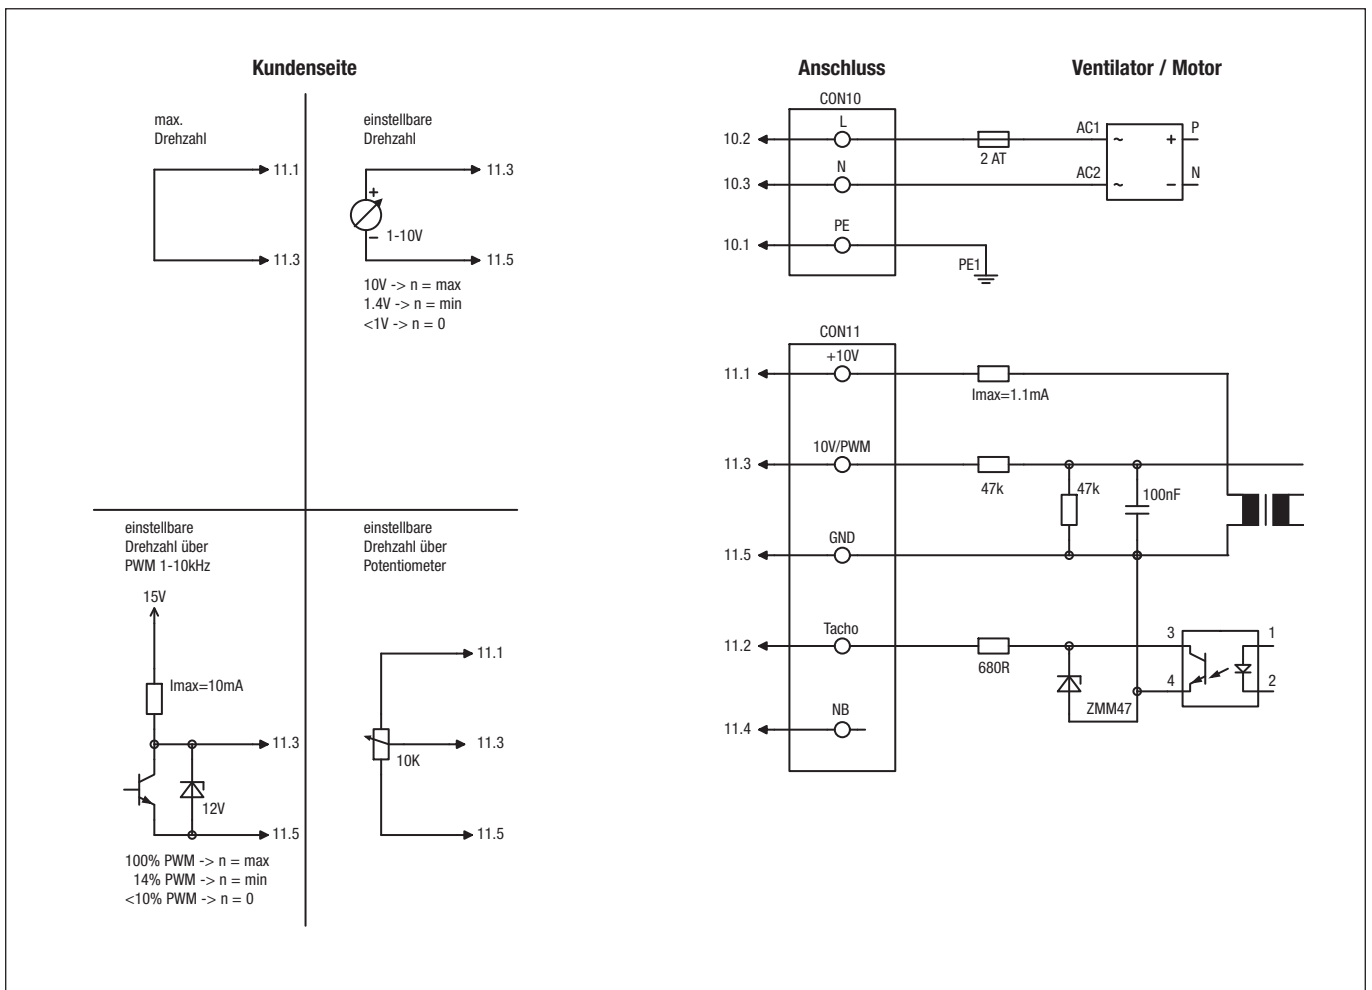 Kundenseite
max.
Drehzahl
11.1
11.3
einstellbare
Drehzahl
11.3
+
1-10V
−
11.5
10V -> n = max
1.4V -> n = min
<1V -> n = 0
einstellbare
Drehzahl über
PWM 1-10kHz
15V
Imax=10mA
11.3
12V
11.5
100% PWM -> n = max
14% PWM -> n = min
<10% PWM -> n = 0
einstellbare
Drehzahl über
Potentiometer
11.1
11.3
10K
11.5
Anschluss
Ventilator / Motor
CON10
L
10.2
2 AT
AC1
~
+
P
N
10.3
AC2
~
−
N
PE
10.1
PE1
CON11
+10V
11.1
Imax=1.1mA
10V/PWM
11.3
47k
47k
100nF
GND
11.5
Tacho
11.2
680R
3
1
4
2
ZMM47
NB
11.4